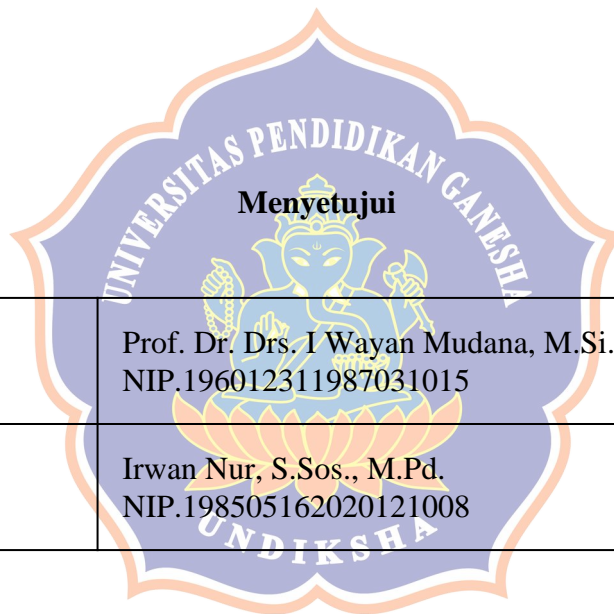 UNIVERSITAS PENDIDIKAN GANESHA
Menyetujui
Prof. Dr. Drs. I Wayan Mudana, M.Si.
NIP.196012311987031015
Irwan Nur, S.Sos., M.Pd.
NIP.198505162020121008
UNDIKSHA